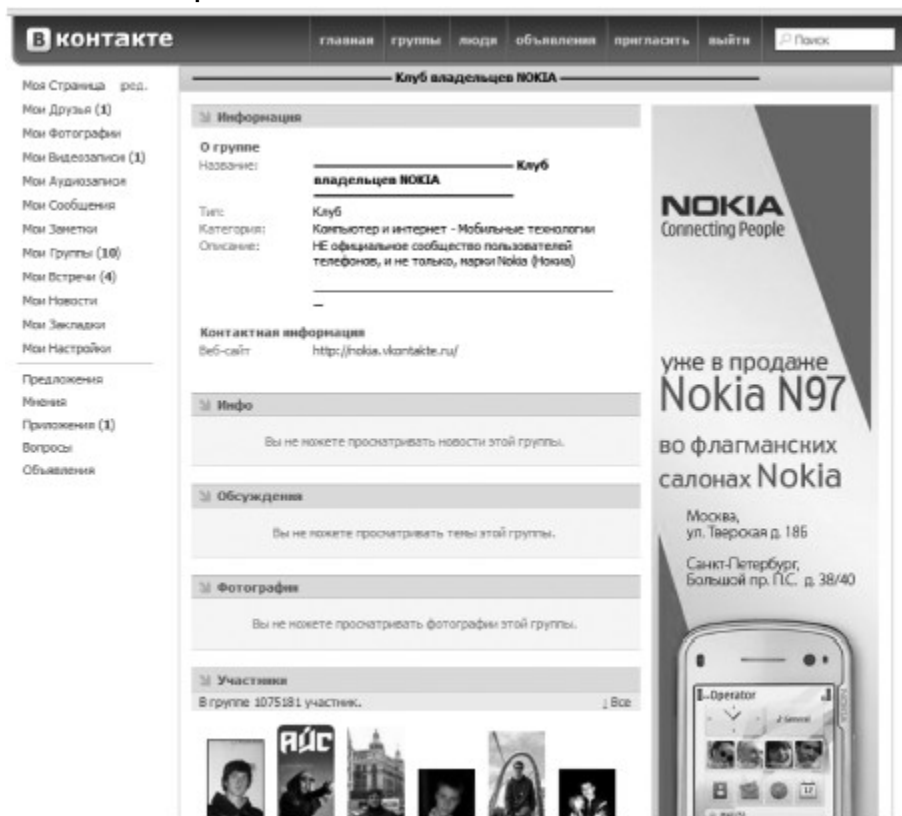 В контакте
главная группы люди объявления пригласить выйти Поиск
Моя Страница ред.
Мои Друзья (1)
Мои Фотографии
Мои Видеозаписи (1)
Мои Аудиозаписи
Мои Сообщения
Мои Заметки
Мои Группы (10)
Мои Встречи (4)
Мои Новости
Мои Закладки
Мои Настройки
Предложения
Мнения
Приложения (1)
Вопросы
Объявления
Клуб владельцев NOKIA
Информация
О группе
Название: Клуб
владельцев NOKIA
Тип: Клуб
Категория: Компьютер и интернет - Мобильные технологии
Описание: НЕ официальное сообщество пользователей
телефонов, и не только, марки Nokia (Нокиа)
Контактная информация
Веб-сайт http://nokia.vkontakte.ru/
Инфо
Вы не можете просматривать новости этой группы.
Обсуждения
Вы не можете просматривать темы этой группы.
Фотографии
Вы не можете просматривать фотографии этой группы.
Участники
В группе 1075181 участник. ↓ Все
АЙС
NOKIA
Connecting People
уже в продаже
Nokia N97
во флагманских
салонах Nokia
Москва,
ул. Тверская д. 18Б
Санкт-Петербург,
Большой пр. П.С. д. 38/40
Operator
2 General
12
NOKIA